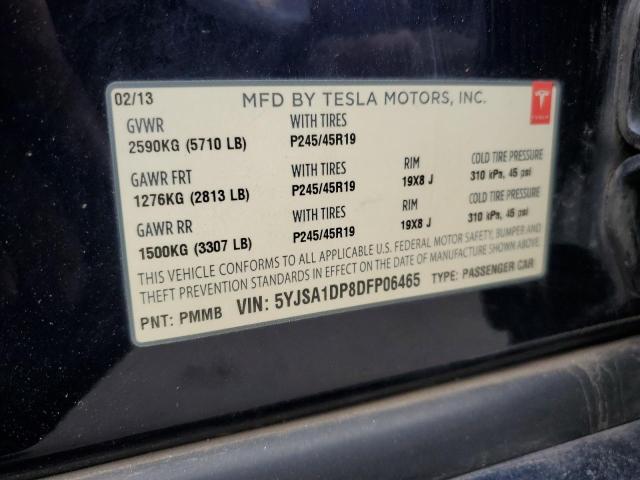 02/13 MFD BY TESLA MOTORS, INC.
TESLA
GVWR WITH TIRES
2590KG (5710 LB) P245/45R19
GAWR FRT WITH TIRES RIM COLD TIRE PRESSURE
1276KG (2813 LB) P245/45R19 19X8 J 310 kPa, 45 psi
GAWR RR WITH TIRES RIM COLD TIRE PRESSURE
1500KG (3307 LB) P245/45R19 19X8 J 310 kPa, 45 psi
THIS VEHICLE CONFORMS TO ALL APPLICABLE U.S. FEDERAL MOTOR SAFETY, BUMPER AND
THEFT PREVENTION STANDARDS IN EFFECT ON THE DATE OF MANUFACTURE SHOWN ABOVE
PNT: PMMB VIN: 5YJSA1DP8DFP06465 TYPE: PASSENGER CAR